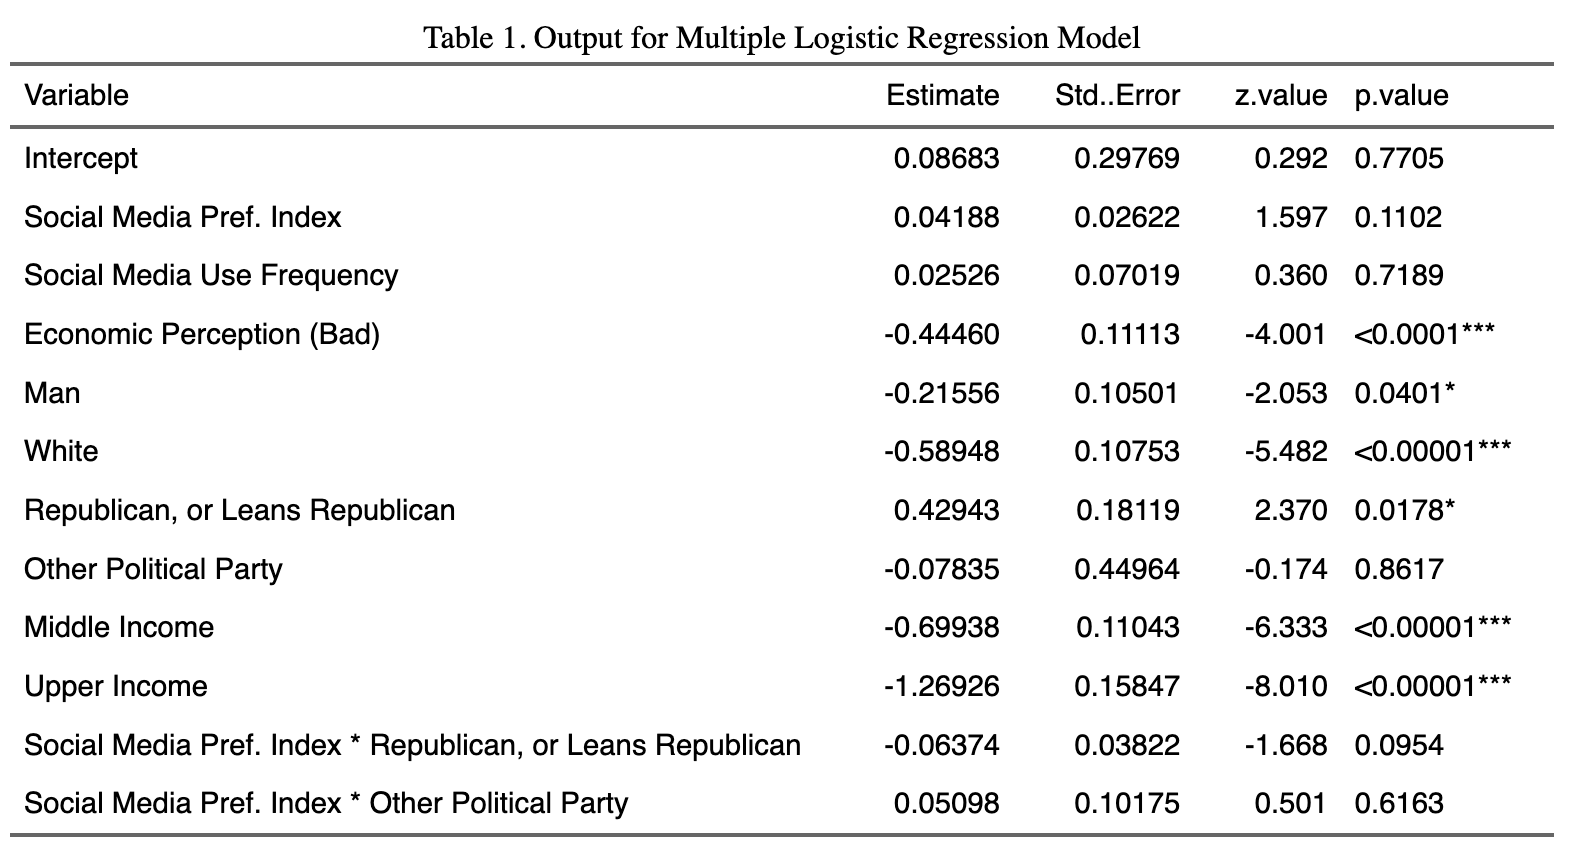 Table 1. Output for Multiple Logistic Regression Model
Variable Estimate Std..Error z.value p.value
Intercept 0.08683 0.29769 0.292 0.7705
Social Media Pref. Index 0.04188 0.02622 1.597 0.1102
Social Media Use Frequency 0.02526 0.07019 0.360 0.7189
Economic Perception (Bad) -0.44460 0.11113 -4.001 <0.0001***
Man -0.21556 0.10501 -2.053 0.0401*
White -0.58948 0.10753 -5.482 <0.00001***
Republican, or Leans Republican 0.42943 0.18119 2.370 0.0178*
Other Political Party -0.07835 0.44964 -0.174 0.8617
Middle Income -0.69938 0.11043 -6.333 <0.00001***
Upper Income -1.26926 0.15847 -8.010 <0.00001***
Social Media Pref. Index * Republican, or Leans Republican -0.06374 0.03822 -1.668 0.0954
Social Media Pref. Index * Other Political Party 0.05098 0.10175 0.501 0.6163